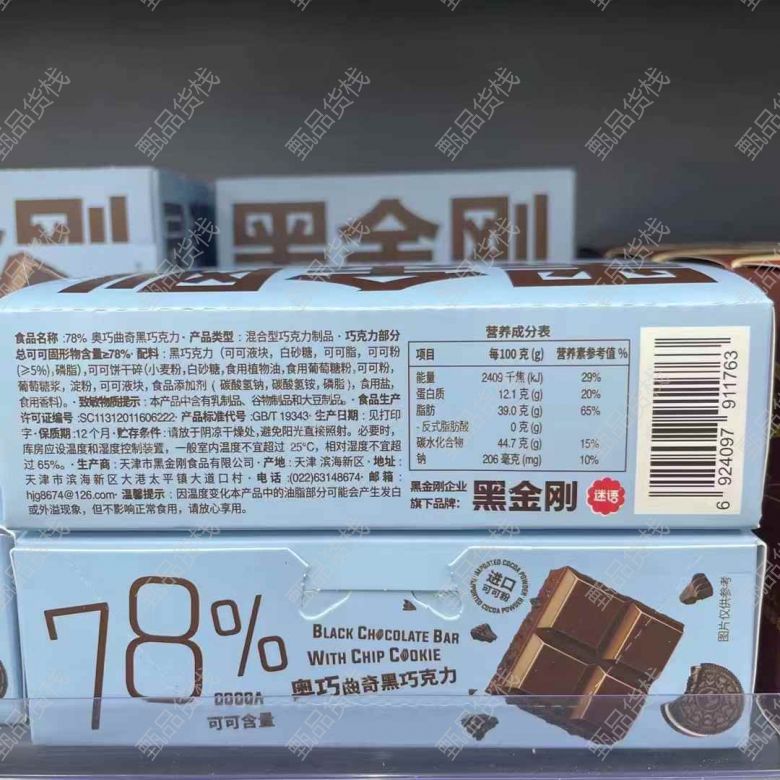 甄品货栈
黑金刚
食品名称:78% 奥巧曲奇黑巧克力·产品类型:混合型巧克力制品·巧克力部分
总可可固形物含量≥78%·配料:黑巧克力(可可液块,白砂糖,可可脂,可可粉
(≥5%),磷脂),可可饼干碎(小麦粉,白砂糖,食用植物油,食用葡萄糖粉,可可粉,
葡萄糖浆,淀粉,可可液块,食品添加剂(碳酸氢钠,碳酸氢铵,磷脂),食用盐,
食用香料)。·致敏物质提示:本产品中含有乳制品、谷物制品和大豆制品。·食品生产
许可证编号:SC11312011606222·产品标准代号:GB/T 19343·生产日期:见打印
字·保质期:12个月·贮存条件:请放于阴凉干燥处,避免阳光直接照射。必要时,
库房应设温度和湿度控制装置,一般室内温度不宜超过 25°C,相对湿度不宜超
过65%。·生产商:天津市黑金刚食品有限公司·产地:天津 滨海新区·地址:
天津市滨海新区大港太平镇大道口村·电话:(022)63148674·邮箱:
hjg8674@126.com 温馨提示:因温度变化本产品中的油脂部分可能会产生发白
或外溢现象,但不影响正常食用,请放心享用。
营养成分表
项目 每100克(g) 营养素参考值%
能量 2409 千焦(kJ) 29%
蛋白质 12.1 克(g) 20%
脂肪 39.0 克(g) 65%
-反式脂肪酸 0 克(g)
碳水化合物 44.7 克(g) 15%
钠 206 毫克(mg) 10%
黑金刚企业
旗下品牌:
黑金刚
迷语
6 924097 911763
78%
COCOA
可可含量
BLACK CHOCOLATE BAR
WITH CHIP COOKIE
奥巧曲奇黑巧克力
IMPORTED COCOA POWDER
进口
可可粉
IMPORTED COCOA POWDER
图片仅供参考